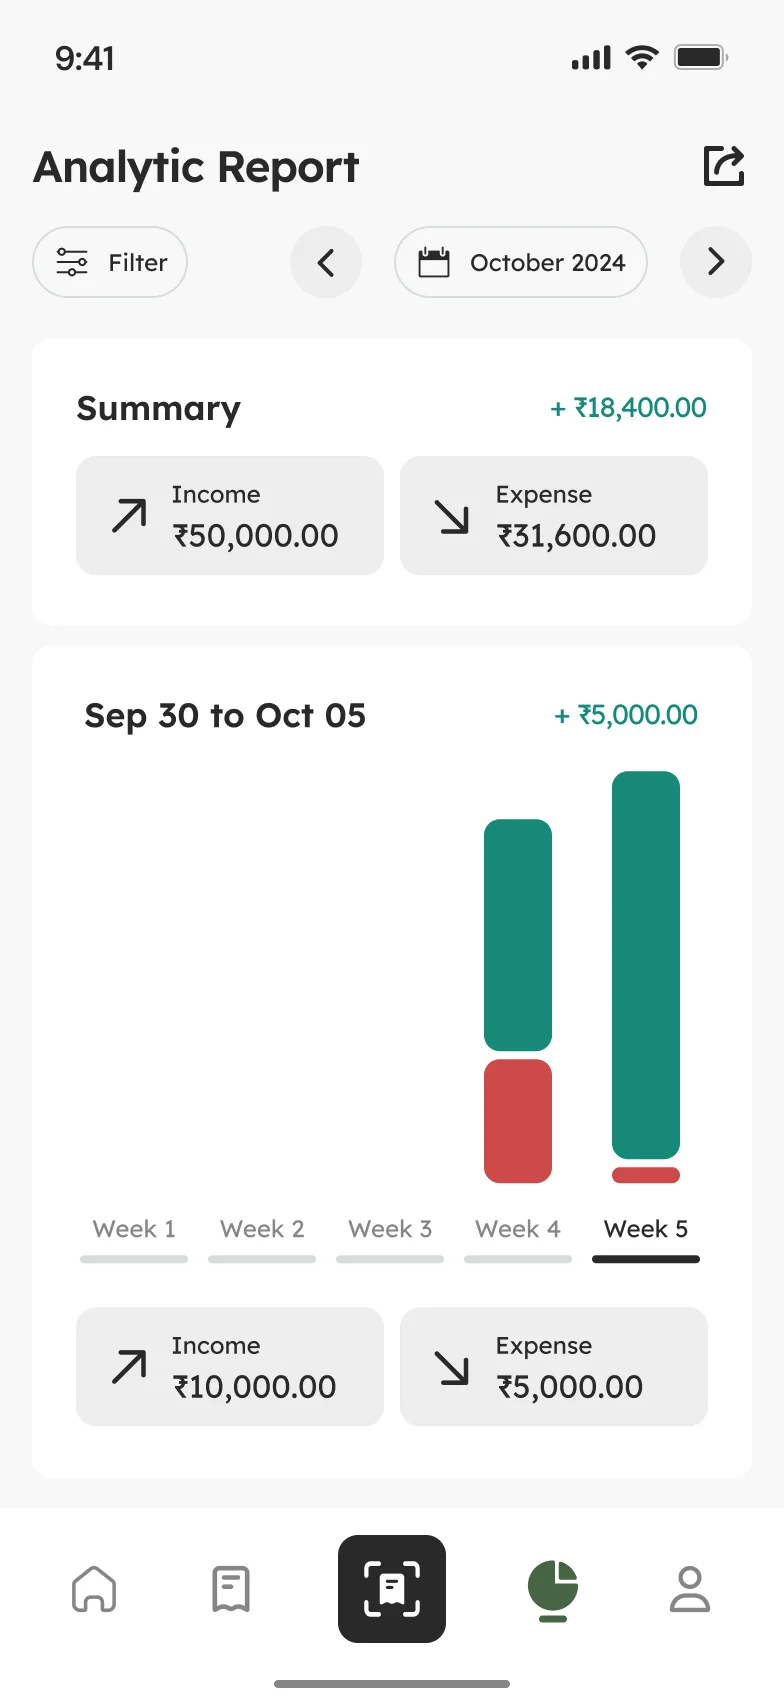 9:41
Analytic Report
Filter
October 2024
Summary
+ ₹18,400.00
Income
₹50,000.00
Expense
₹31,600.00
Sep 30 to Oct 05
+ ₹5,000.00
Week 1
Week 2
Week 3
Week 4
Week 5
Income
₹10,000.00
Expense
₹5,000.00